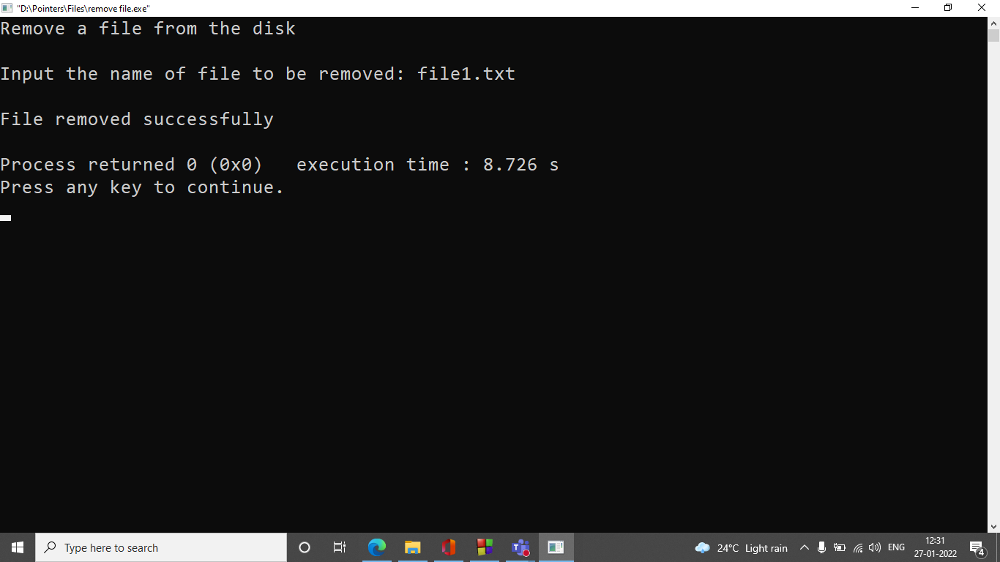 "D:\Pointers\Files\remove file.exe"
Remove a file from the disk
Input the name of file to be removed: file1.txt
File removed successfully
Process returned 0 (0x0)   execution time : 8.726 s
Press any key to continue.
Type here to search
24°C Light rain
ENG
12:31
27-01-2022
4